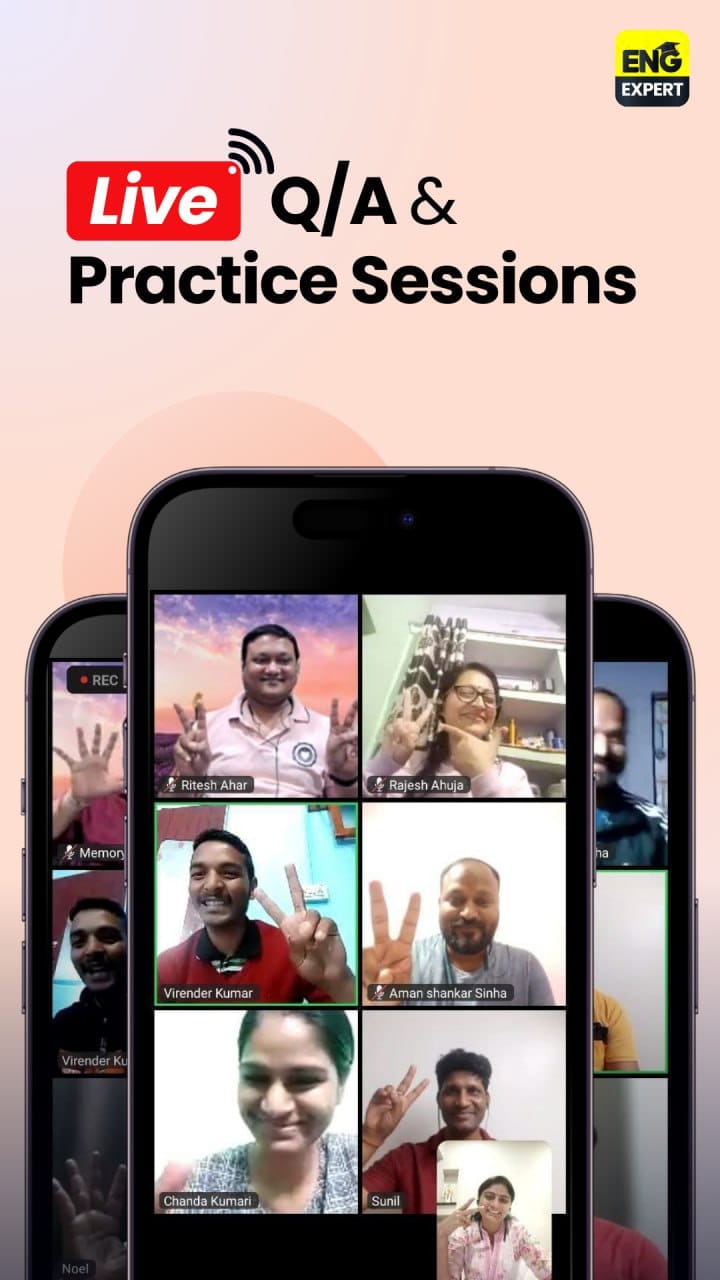 ENG
EXPERT
Live Q/A &
Practice Sessions
REC
Ritesh Ahar
Rajesh Ahuja
Memory
ha
Virender Kumar
Aman shankar Sinha
Virender Ku
Chanda Kumari
Sunil
Noel